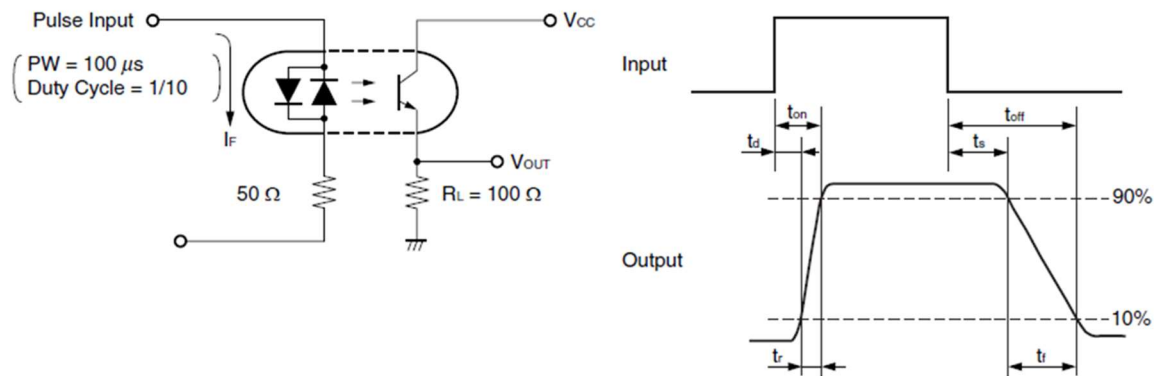 Pulse Input
VCC
PW = 100 μs
Duty Cycle = 1/10
IF
VOUT
50 Ω
RL = 100 Ω
Input
ton
toff
td
ts
90%
Output
10%
tr
tf